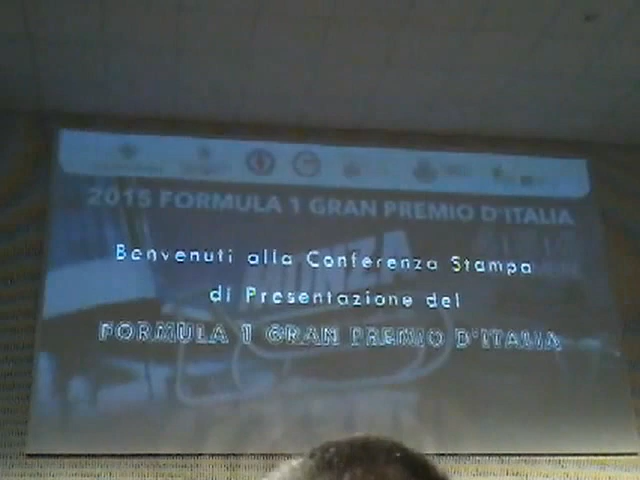 2015 FORMULA 1 GRAN PREMIO D'ITALIA
Benvenuti alla Conferenza Stampa
di Presentazione del
FORMULA 1 GRAN PREMIO D'ITALIA